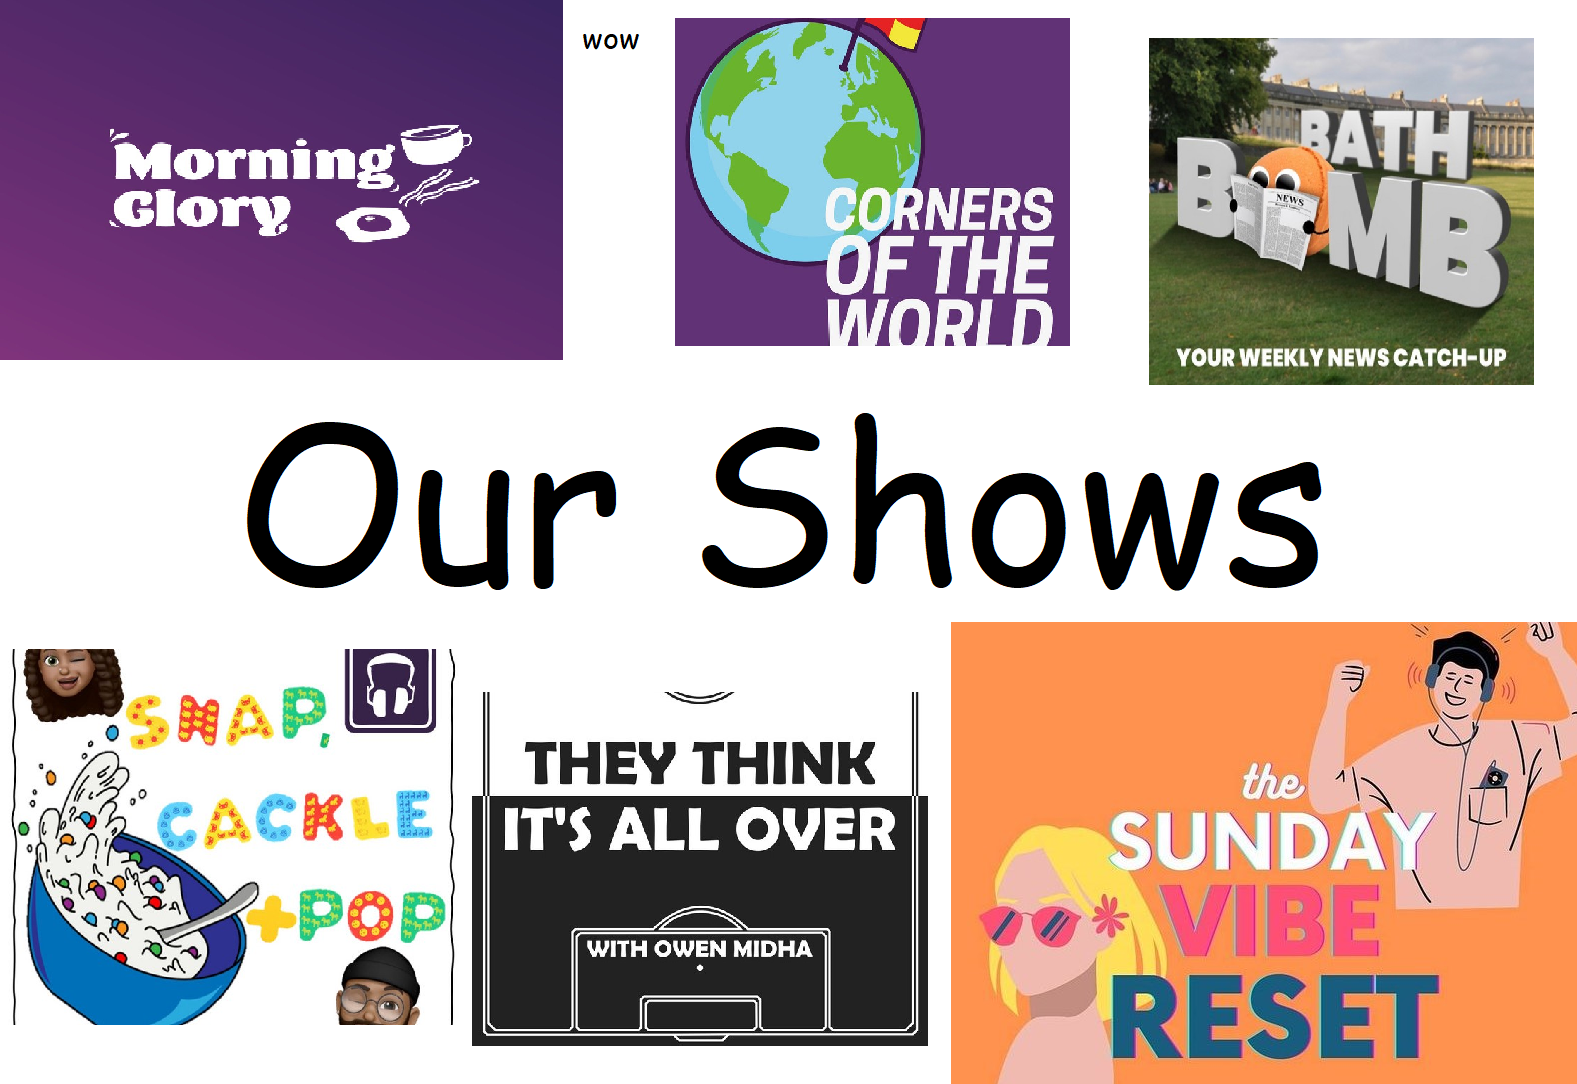 Morning
Glory
wow
CORNERS
OF THE
WORLD
BATH
BOMB
NEWS
YOUR WEEKLY NEWS CATCH-UP
Our Shows
SNAP,
CACKLE
+POP
THEY THINK
IT'S ALL OVER
WITH OWEN MIDHA
the
SUNDAY
VIBE
RESET